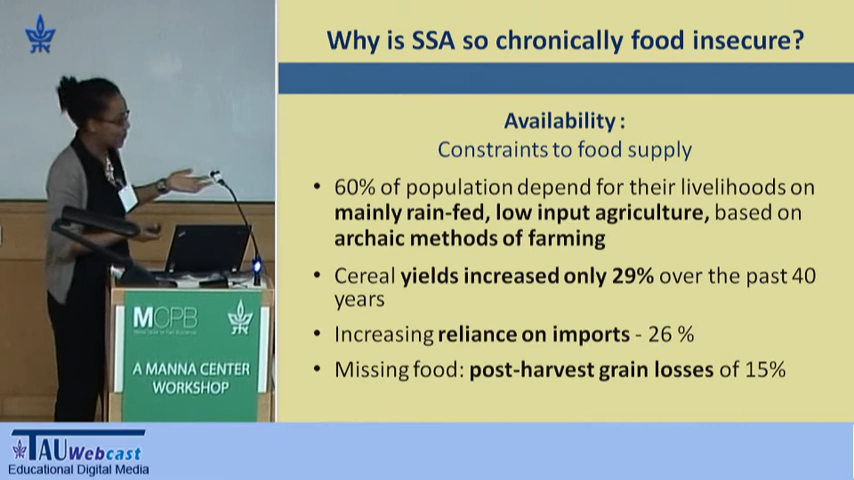 Why is SSA so chronically food insecure?
Availability :
Constraints to food supply
• 60% of population depend for their livelihoods on
mainly rain-fed, low input agriculture, based on
archaic methods of farming
• Cereal yields increased only 29% over the past 40
years
• Increasing reliance on imports - 26 %
• Missing food: post-harvest grain losses of 15%
MCPB
A MANNA CENTER
WORKSHOP
TAU Webcast
Educational Digital Media